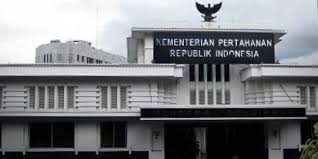 KEMENTERIAN PERTAHANAN
REPUBLIK INDONESIA